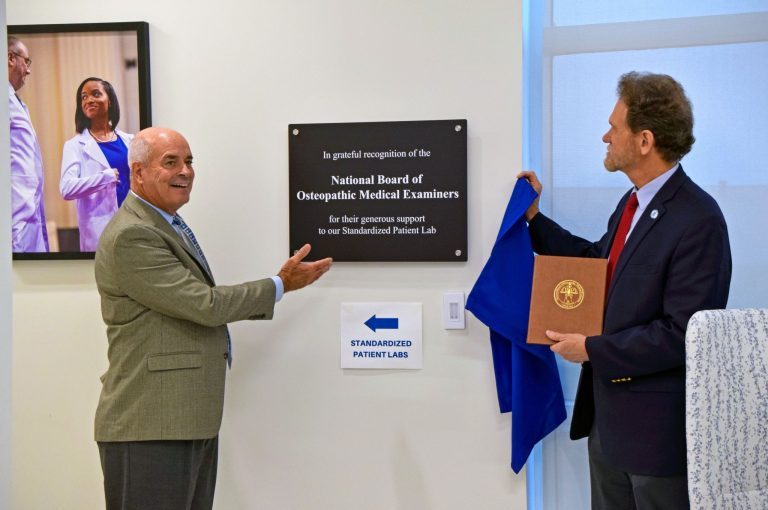 In grateful recognition of the
National Board of
Osteopathic Medical Examiners
for their generous support
to our Standardized Patient Lab
STANDARDIZED
PATIENT LABS